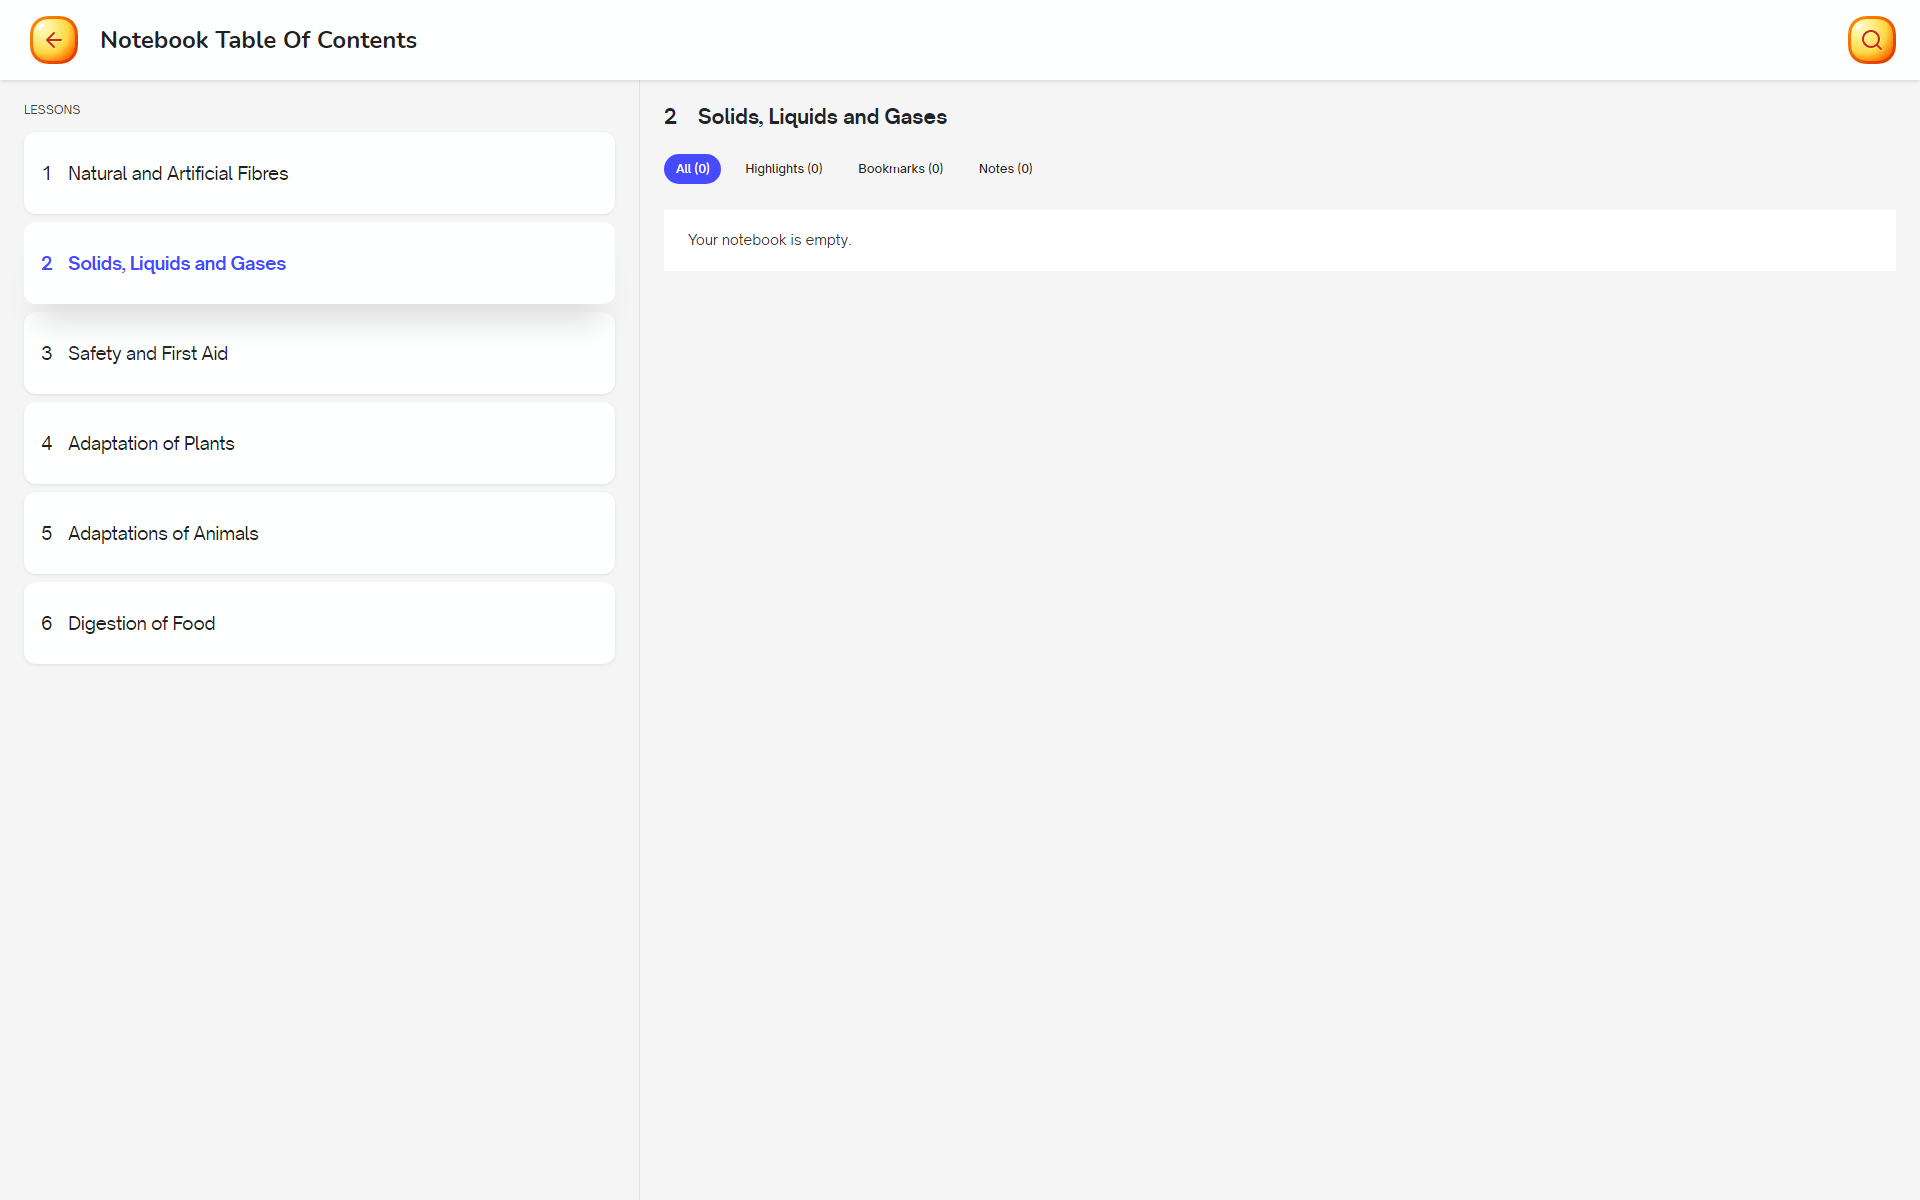 Notebook Table Of Contents
LESSONS
1 Natural and Artificial Fibres
2 Solids, Liquids and Gases
3 Safety and First Aid
4 Adaptation of Plants
5 Adaptations of Animals
6 Digestion of Food
2 Solids, Liquids and Gases
All (0) Highlights (0) Bookmarks (0) Notes (0)
Your notebook is empty.